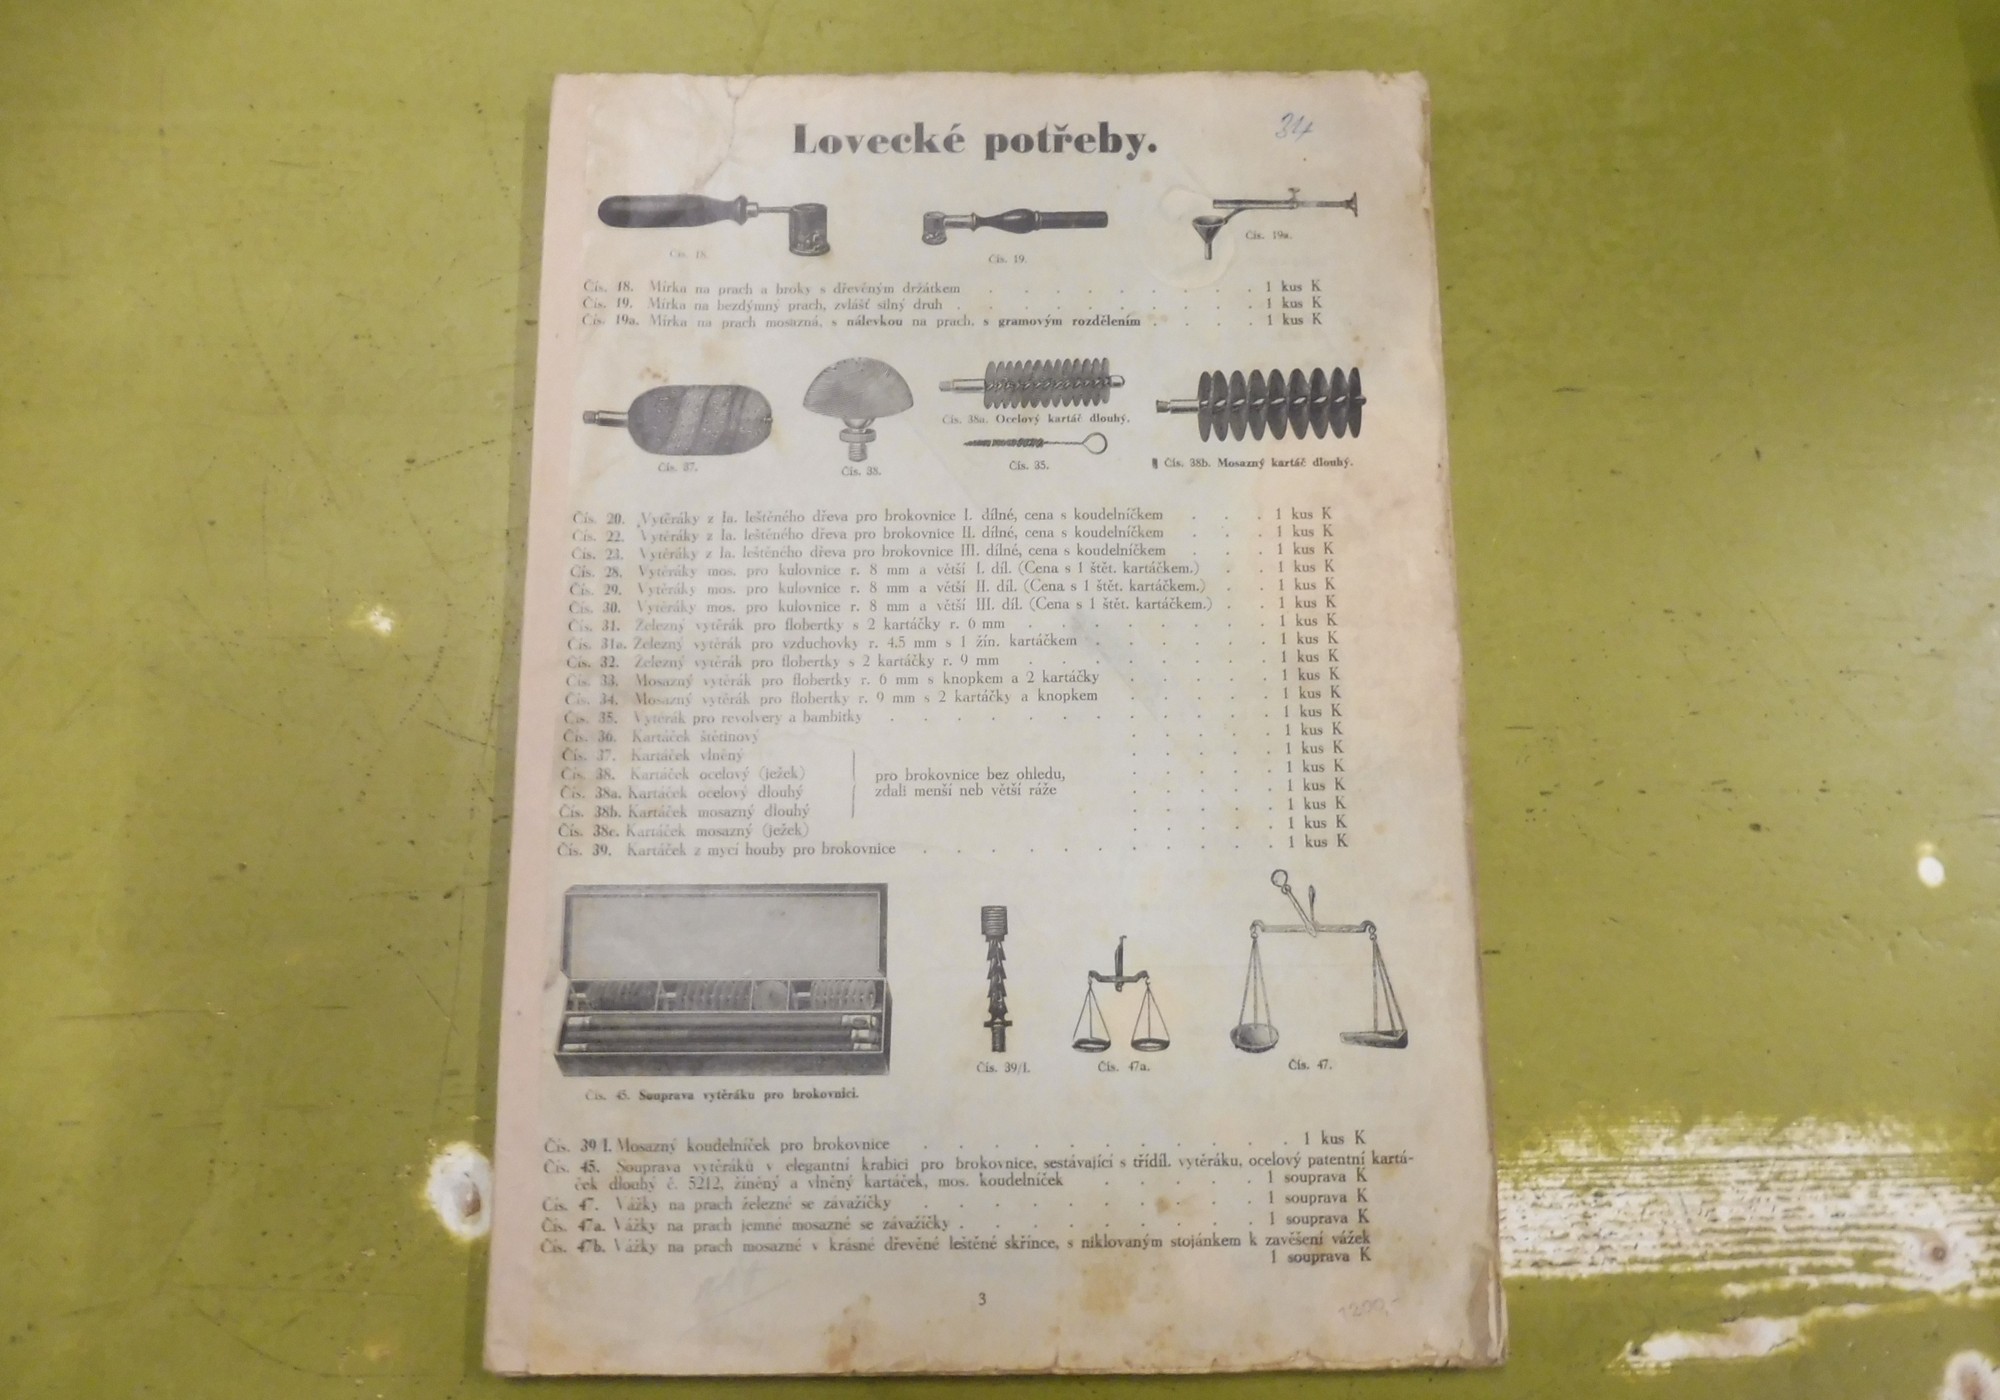 Lovecké potřeby.
34
Čís. 18.
Čís. 19.
Čís. 19a.
Čís. 18. Mírka na prach a broky s dřevěným držátkem . . . . . . . . 1 kus K
Čís. 19. Mírka na bezdýmný prach, zvlášť silný druh . . . . . . . . . 1 kus K
Čís. 19a. Mírka na prach mosazná, s nálevkou na prach, s gramovým rozdělením . . . . 1 kus K
Čís. 38a. Ocelový kartáč dlouhý.
Čís. 37.
Čís. 38.
Čís. 35.
Čís. 38b. Mosazný kartáč dlouhý.
Čís. 20. Vytěráky z Ia. leštěného dřeva pro brokovnice I. dílné, cena s koudelníčkem . . . 1 kus K
Čís. 22. Vytěráky z Ia. leštěného dřeva pro brokovnice II. dílné, cena s koudelníčkem . . . 1 kus K
Čís. 23. Vytěráky z Ia. leštěného dřeva pro brokovnice III. dílné, cena s koudelníčkem . . . 1 kus K
Čís. 28. Vytěráky mos. pro kulovnice r. 8 mm a větší I. díl. (Cena s 1 štět. kartáčkem.) . . 1 kus K
Čís. 29. Vytěráky mos. pro kulovnice r. 8 mm a větší II. díl. (Cena s 1 štět. kartáčkem.) . . 1 kus K
Čís. 30. Vytěráky mos. pro kulovnice r. 8 mm a větší III. díl. (Cena s 1 štět. kartáčkem.) . . 1 kus K
Čís. 31. Železný vytěrák pro flobertky s 2 kartáčky r. 6 mm . . . . . . . 1 kus K
Čís. 31a. Železný vytěrák pro vzduchovky r. 4.5 mm s 1 žín. kartáčkem . . . . . 1 kus K
Čís. 32. Železný vytěrák pro flobertky s 2 kartáčky r. 9 mm . . . . . . . 1 kus K
Čís. 33. Mosazný vytěrák pro flobertky r. 6 mm s knopkem a 2 kartáčky . . . . . 1 kus K
Čís. 34. Mosazný vytěrák pro flobertky r. 9 mm s 2 kartáčky a knopkem . . . . . 1 kus K
Čís. 35. Vytěrák pro revolvery a bambitky . . . . . . . . . . . 1 kus K
Čís. 36. Kartáček štětinový . . . . . 1 kus K
Čís. 37. Kartáček vlněný . . . . . 1 kus K
Čís. 38. Kartáček ocelový (ježek) pro brokovnice bez ohledu, . . . . . 1 kus K
Čís. 38a. Kartáček ocelový dlouhý zdali menší neb větší ráže . . . . . 1 kus K
Čís. 38b. Kartáček mosazný dlouhý . . . . . 1 kus K
Čís. 38c. Kartáček mosazný (ježek) . . . . . 1 kus K
Čís. 39. Kartáček z mycí houby pro brokovnice . . . . . . . . . . 1 kus K
Čís. 39/I.
Čís. 47a.
Čís. 47.
Čís. 45. Souprava vytěráku pro brokovnici.
Čís. 39 I. Mosazný koudelníček pro brokovnice . . . . . . . . . . 1 kus K
Čís. 45. Souprava vytěráků v elegantní krabici pro brokovnice, sestávající s třídíl. vytěráku, ocelový patentní kartá-
ček dlouhý č. 5212, žíněný a vlněný kartáček, mos. koudelníček . . . . . 1 souprava K
Čís. 47. Vážky na prach železné se závažíčky . . . . . . . . . 1 souprava K
Čís. 47a. Vážky na prach jemné mosazné se závažíčky . . . . . . . . 1 souprava K
Čís. 47b. Vážky na prach mosazné v krásné dřevěné leštěné skřínce, s niklovaným stojánkem k zavěšení vážek
1 souprava K
3